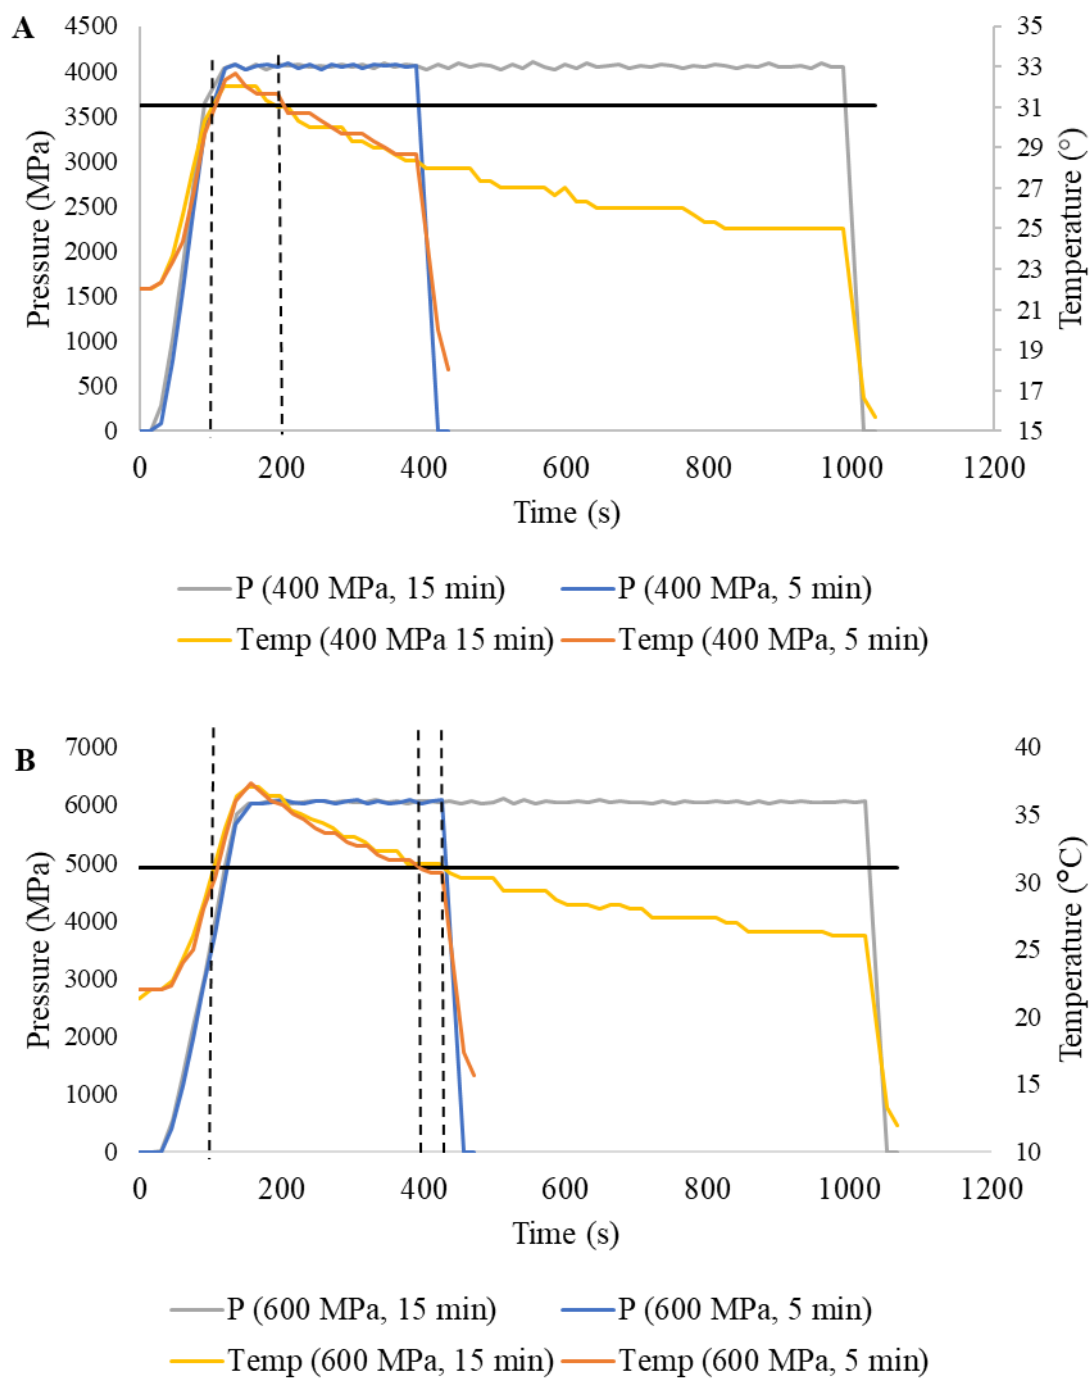 A
4500
4000
3500
3000
2500
2000
1500
1000
500
0
Pressure (MPa)
35
33
31
29
27
25
23
21
19
17
15
Temperature (°)
0 200 400 600 800 1000 1200
Time (s)
P (400 MPa, 15 min) P (400 MPa, 5 min)
Temp (400 MPa 15 min) Temp (400 MPa, 5 min)
B
7000
6000
5000
4000
3000
2000
1000
0
Pressure (MPa)
40
35
30
25
20
15
10
Temperature (°C)
0 200 400 600 800 1000 1200
Time (s)
P (600 MPa, 15 min) P (600 MPa, 5 min)
Temp (600 MPa, 15 min) Temp (600 MPa, 5 min)